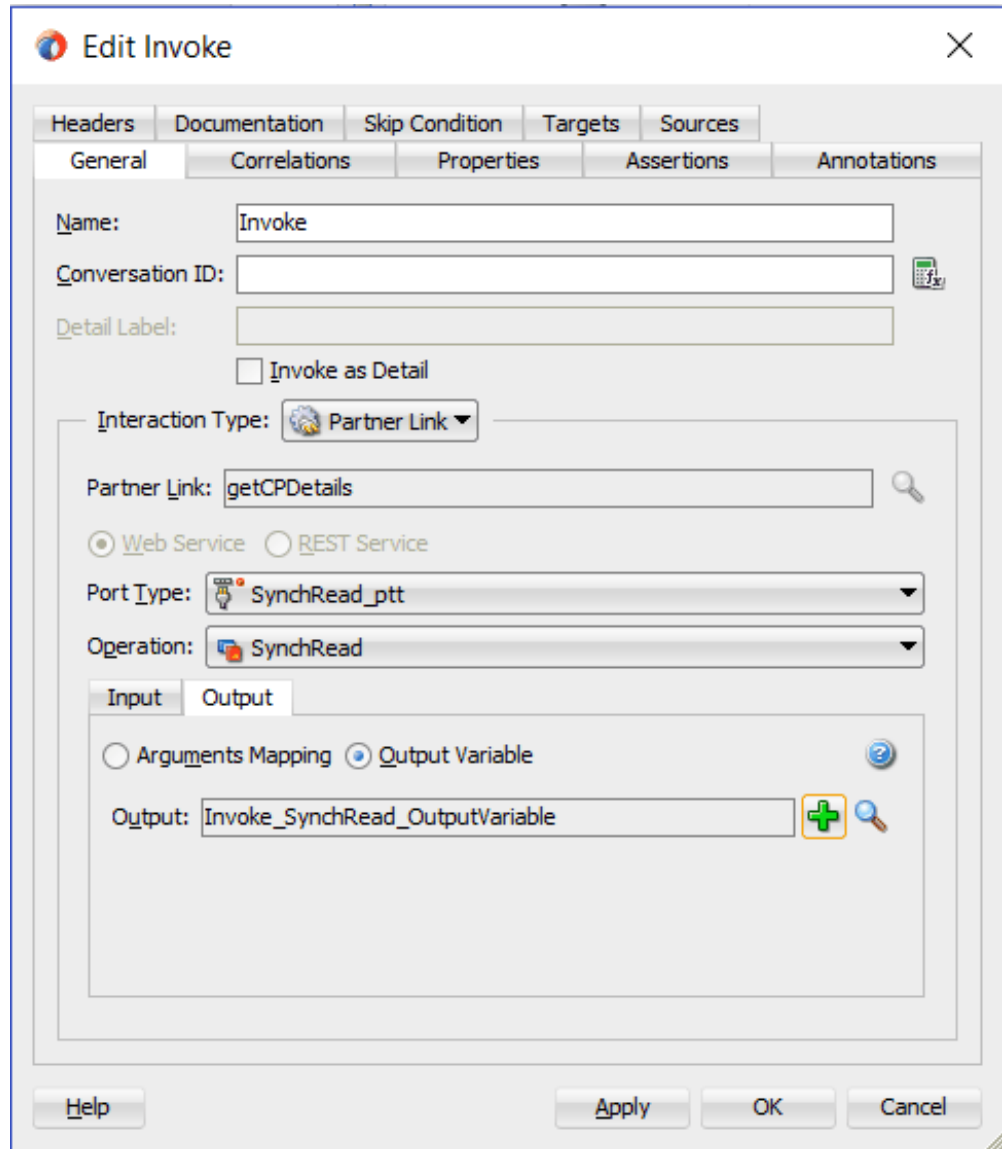 Edit Invoke
Headers Documentation Skip Condition Targets Sources
General Correlations Properties Assertions Annotations
Name: Invoke
Conversation ID:
Detail Label:
Invoke as Detail
Interaction Type: Partner Link
Partner Link: getCPDetails
Web Service REST Service
Port Type: SynchRead_ptt
Operation: SynchRead
Input Output
Arguments Mapping Output Variable
Output: Invoke_SynchRead_OutputVariable
Help Apply OK Cancel